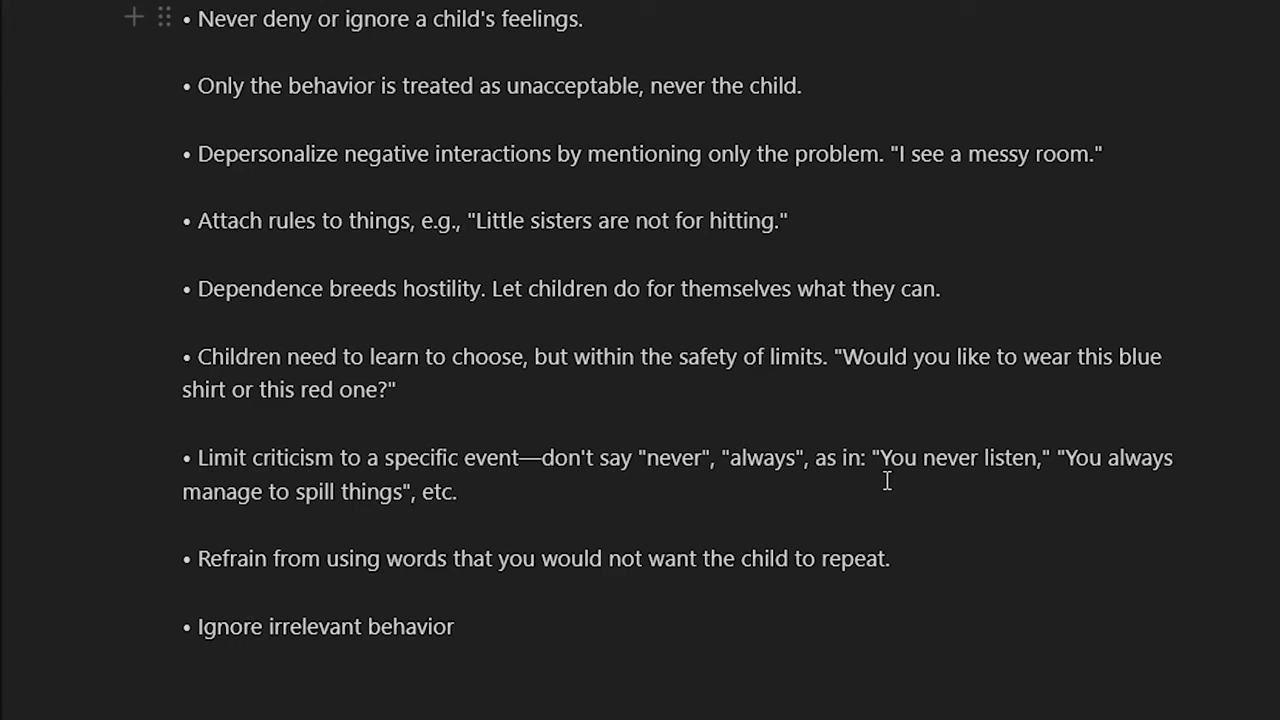 • Never deny or ignore a child's feelings.
• Only the behavior is treated as unacceptable, never the child.
• Depersonalize negative interactions by mentioning only the problem. "I see a messy room."
• Attach rules to things, e.g., "Little sisters are not for hitting."
• Dependence breeds hostility. Let children do for themselves what they can.
• Children need to learn to choose, but within the safety of limits. "Would you like to wear this blue
shirt or this red one?"
• Limit criticism to a specific event—don't say "never", "always", as in: "You never listen," "You always
manage to spill things", etc.
• Refrain from using words that you would not want the child to repeat.
• Ignore irrelevant behavior